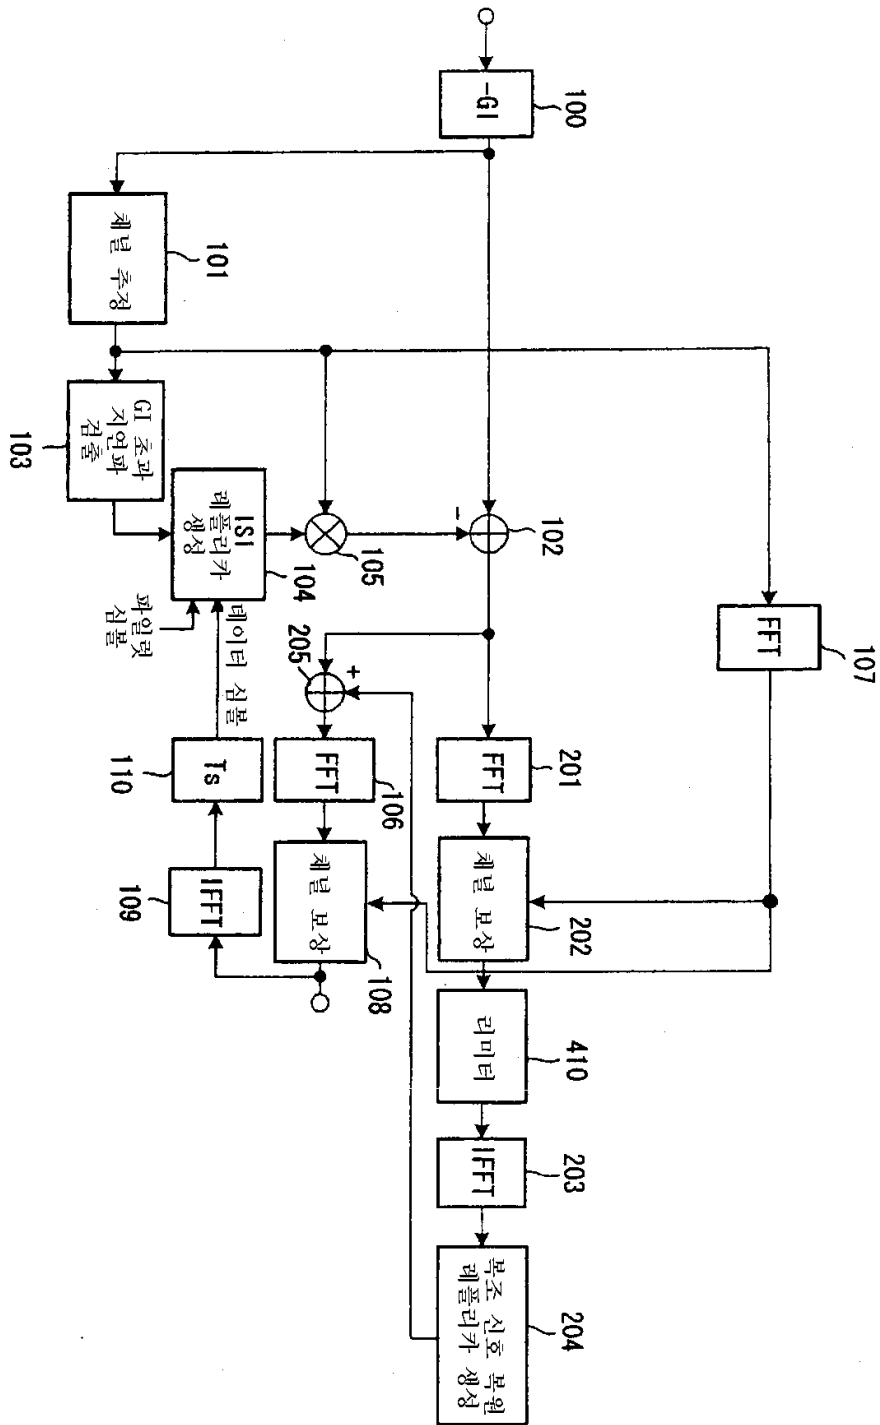 -GI
100
채널 추정
101
GI 초과
지연파
검출
103
ISI
레플리카
생성
104
파일럿
심볼
데이터 심볼
105
-
102
FFT
107
+
205
FFT
106
FFT
201
Ts
110
IFFT
109
채널 보상
108
채널 보상
202
리미터
410
IFFT
203
복조 신호 복원
레플리카 생성
204